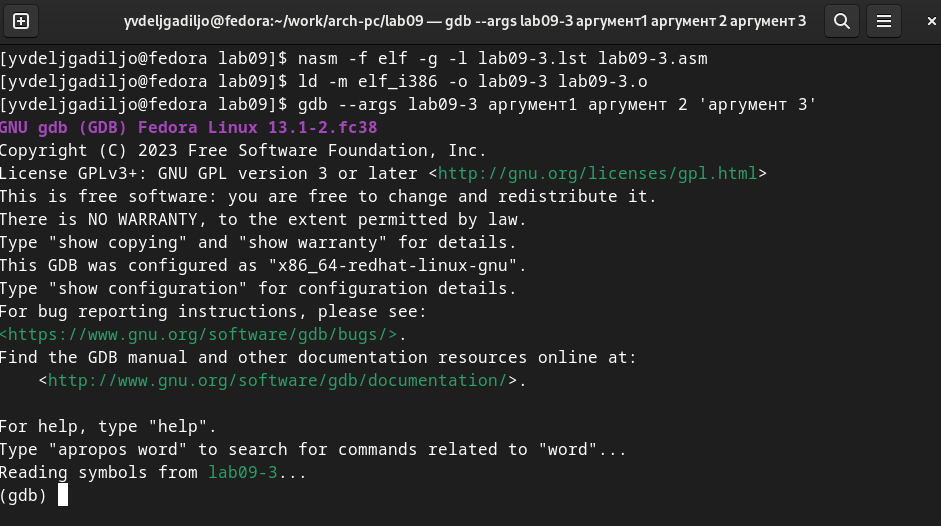 yvdeljgadiljo@fedora:~/work/arch-pc/lab09 — gdb --args lab09-3 аргумент1 аргумент 2 аргумент 3
[yvdeljgadiljo@fedora lab09]$ nasm -f elf -g -l lab09-3.lst lab09-3.asm
[yvdeljgadiljo@fedora lab09]$ ld -m elf_i386 -o lab09-3 lab09-3.o
[yvdeljgadiljo@fedora lab09]$ gdb --args lab09-3 аргумент1 аргумент 2 'аргумент 3'
GNU gdb (GDB) Fedora Linux 13.1-2.fc38
Copyright (C) 2023 Free Software Foundation, Inc.
License GPLv3+: GNU GPL version 3 or later <http://gnu.org/licenses/gpl.html>
This is free software: you are free to change and redistribute it.
There is NO WARRANTY, to the extent permitted by law.
Type "show copying" and "show warranty" for details.
This GDB was configured as "x86_64-redhat-linux-gnu".
Type "show configuration" for configuration details.
For bug reporting instructions, please see:
<https://www.gnu.org/software/gdb/bugs/>.
Find the GDB manual and other documentation resources online at:
    <http://www.gnu.org/software/gdb/documentation/>.

For help, type "help".
Type "apropos word" to search for commands related to "word"...
Reading symbols from lab09-3...
(gdb)